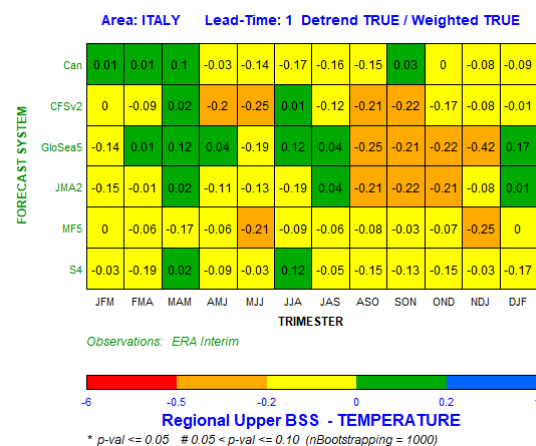 Area: ITALY Lead-Time: 1 Detrend TRUE / Weighted TRUE
FORECAST SYSTEM
Can 0.01 0.01 0.1 -0.03 -0.14 -0.17 -0.16 -0.15 0.03 0 -0.08 -0.09
CFSv2 0 -0.09 0.02 -0.2 -0.25 0.01 -0.12 -0.21 -0.22 -0.17 -0.08 -0.01
GloSea5 -0.14 0.01 0.12 0.04 -0.19 0.12 0.04 -0.25 -0.21 -0.22 -0.42 0.17
JMA2 -0.15 -0.01 0.02 -0.11 -0.13 -0.19 0.04 -0.21 -0.22 -0.21 -0.08 0.01
MF5 0 -0.06 -0.17 -0.06 -0.21 -0.09 -0.06 -0.08 -0.03 -0.07 -0.25 0
S4 -0.03 -0.19 0.02 -0.09 -0.03 0.12 -0.05 -0.15 -0.13 -0.15 -0.03 -0.17
JFM FMA MAM AMJ MJJ JJA JAS ASO SON OND NDJ DJF
TRIMESTER
Observations: ERA Interim
-6 -0.5 -0.2 0 0.2
Regional Upper BSS - TEMPERATURE
* p-val <= 0.05 # 0.05 < p-val <= 0.10 (nBootstrapping = 1000)